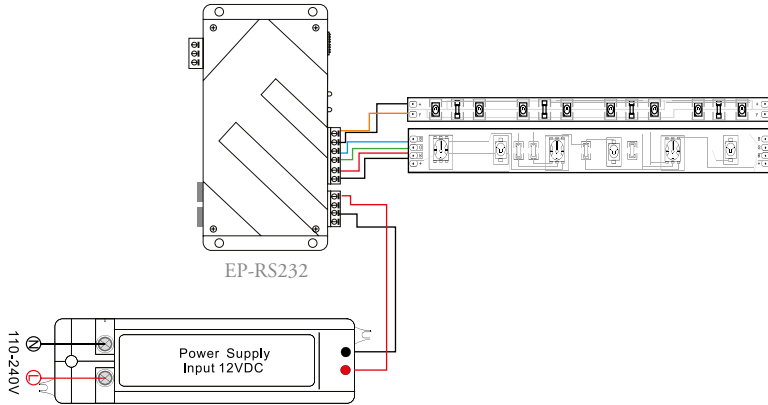 EP-RS232
Power Supply
Input 12VDC
N
L
110-240V